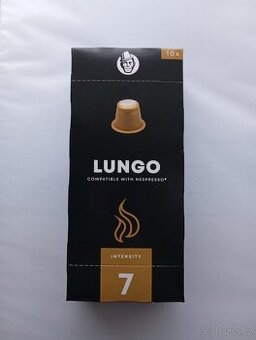 10x
LUNGO
COMPATIBLE WITH NESPRESSO®
INTENSITY
7